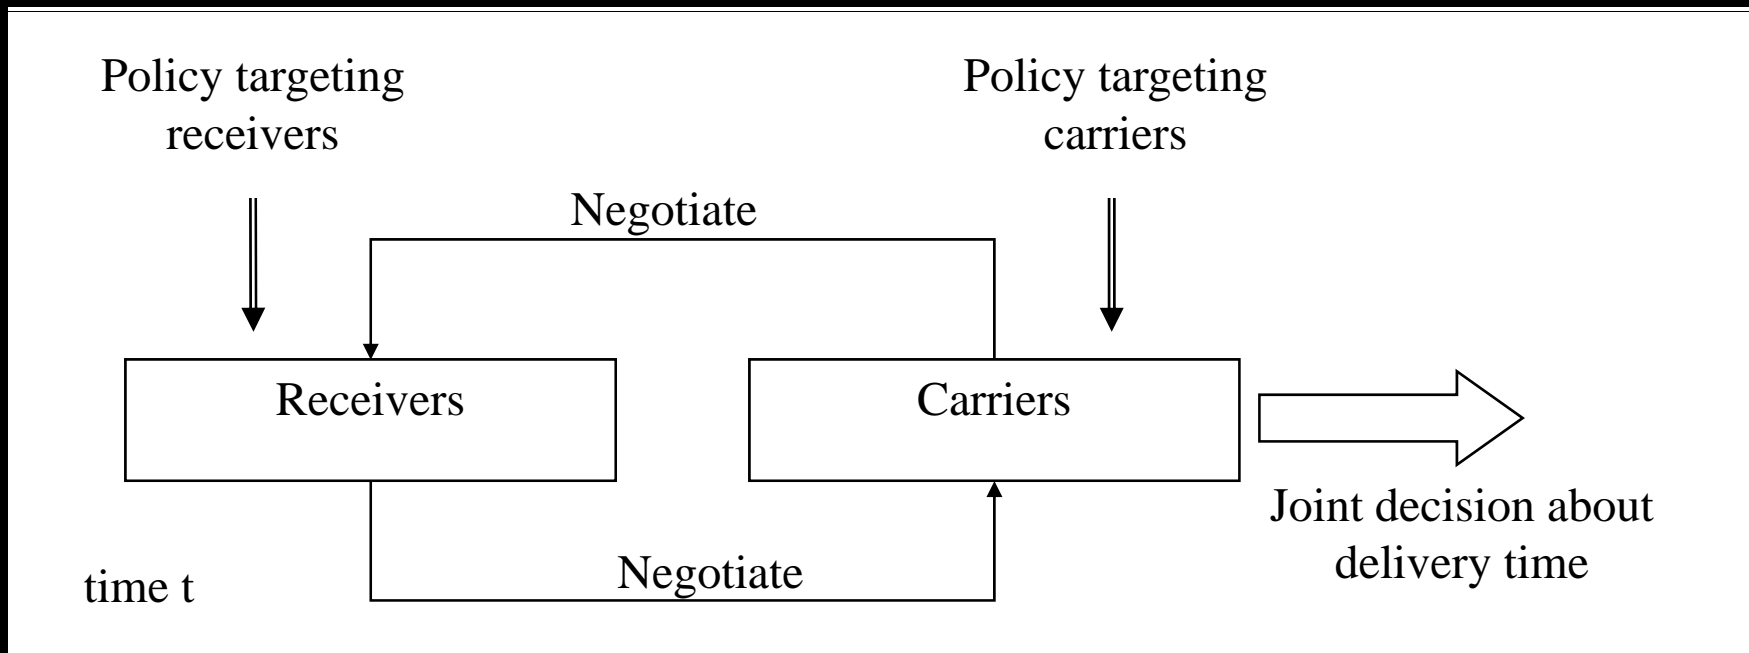 Policy targeting
receivers
Policy targeting
carriers
Negotiate
Receivers
Carriers
Joint decision about
delivery time
Negotiate
time t